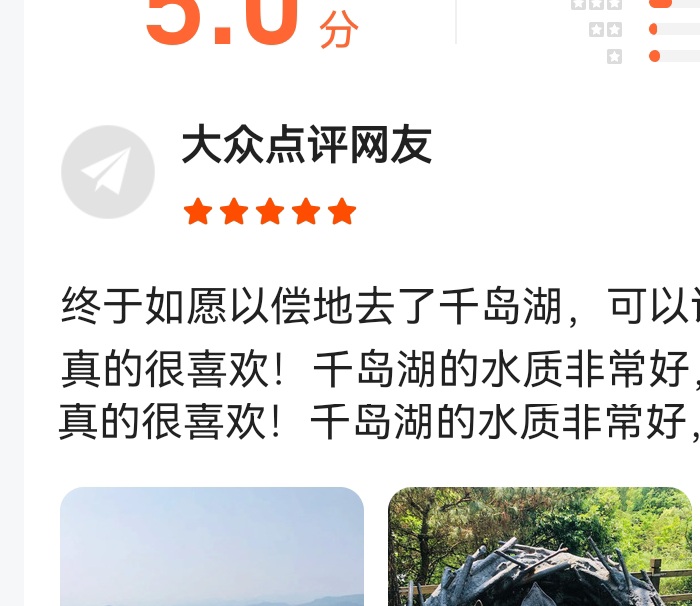 5.0分
大众点评网友
终于如愿以偿地去了千岛湖，可以
真的很喜欢！千岛湖的水质非常好，
真的很喜欢！千岛湖的水质非常好，